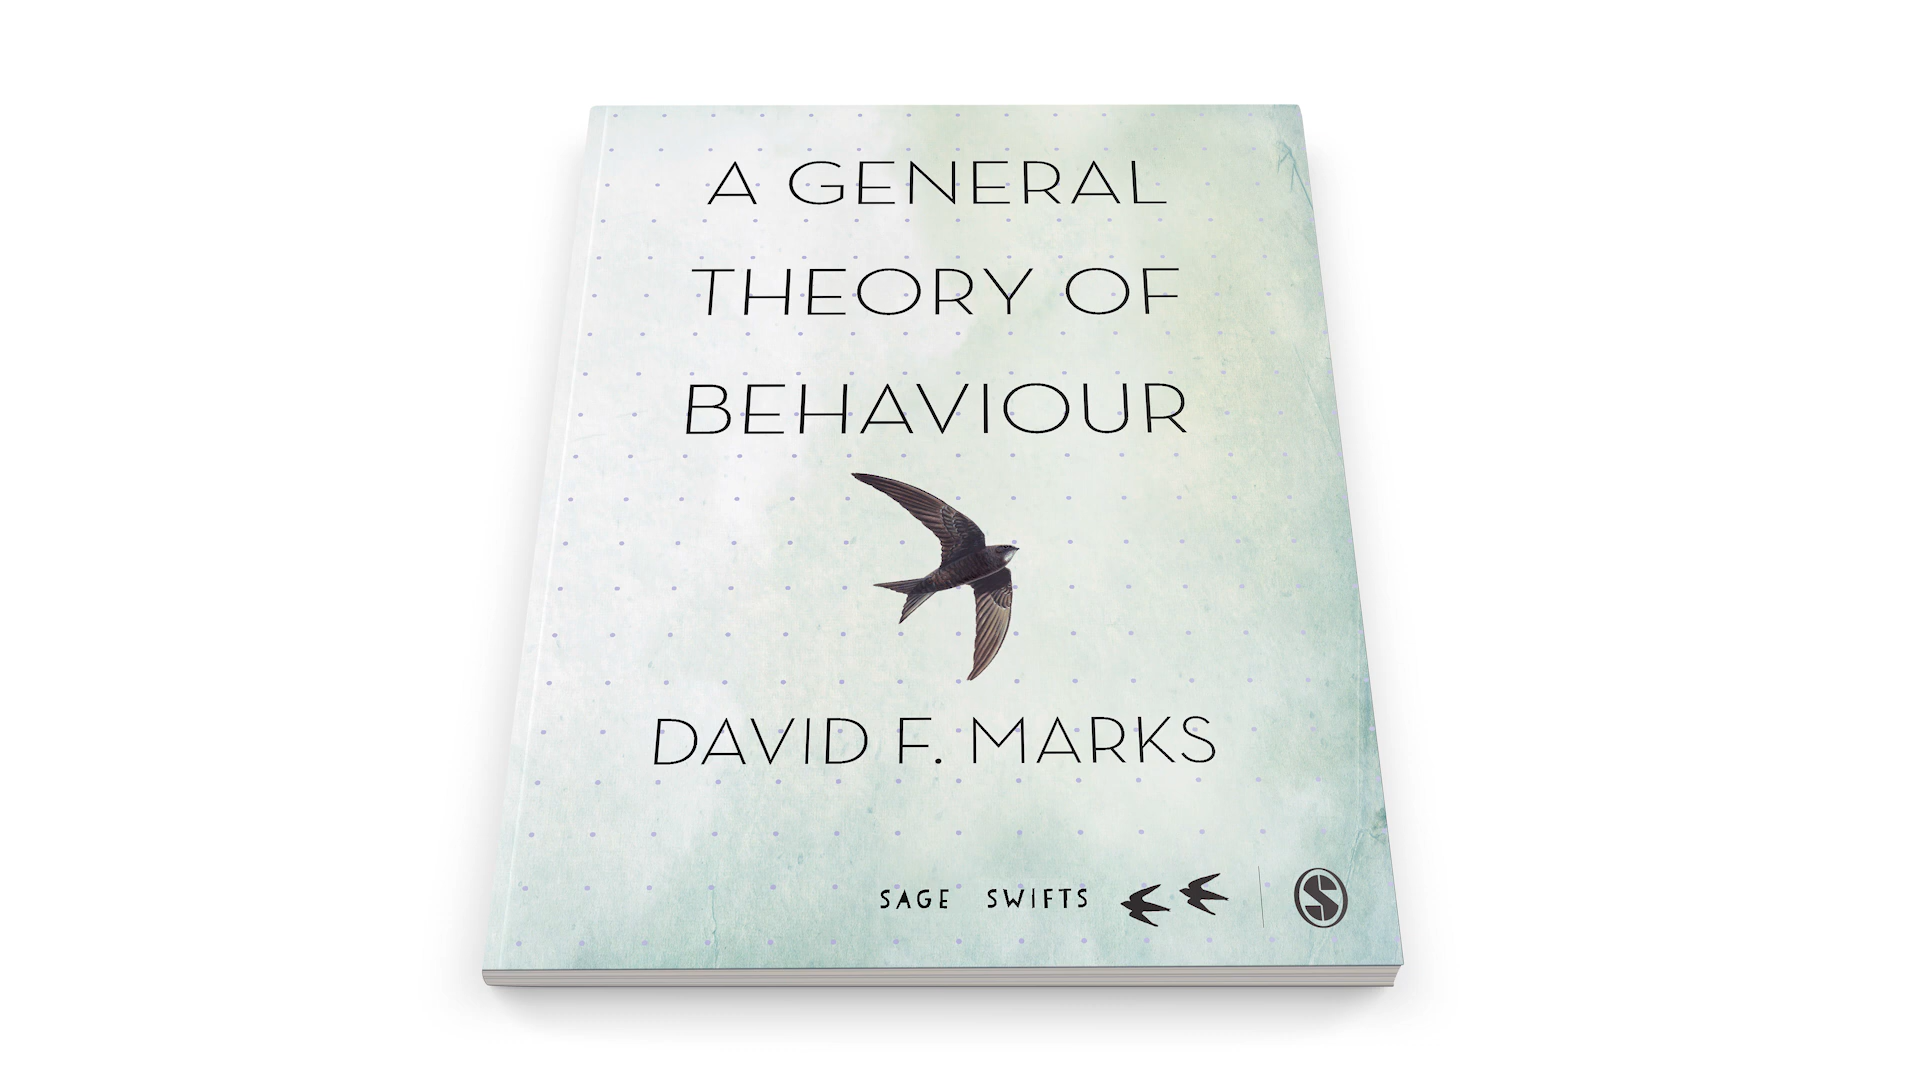 A GENERAL
THEORY OF
BEHAVIOUR
DAVID F. MARKS
SAGE SWIFTS
S